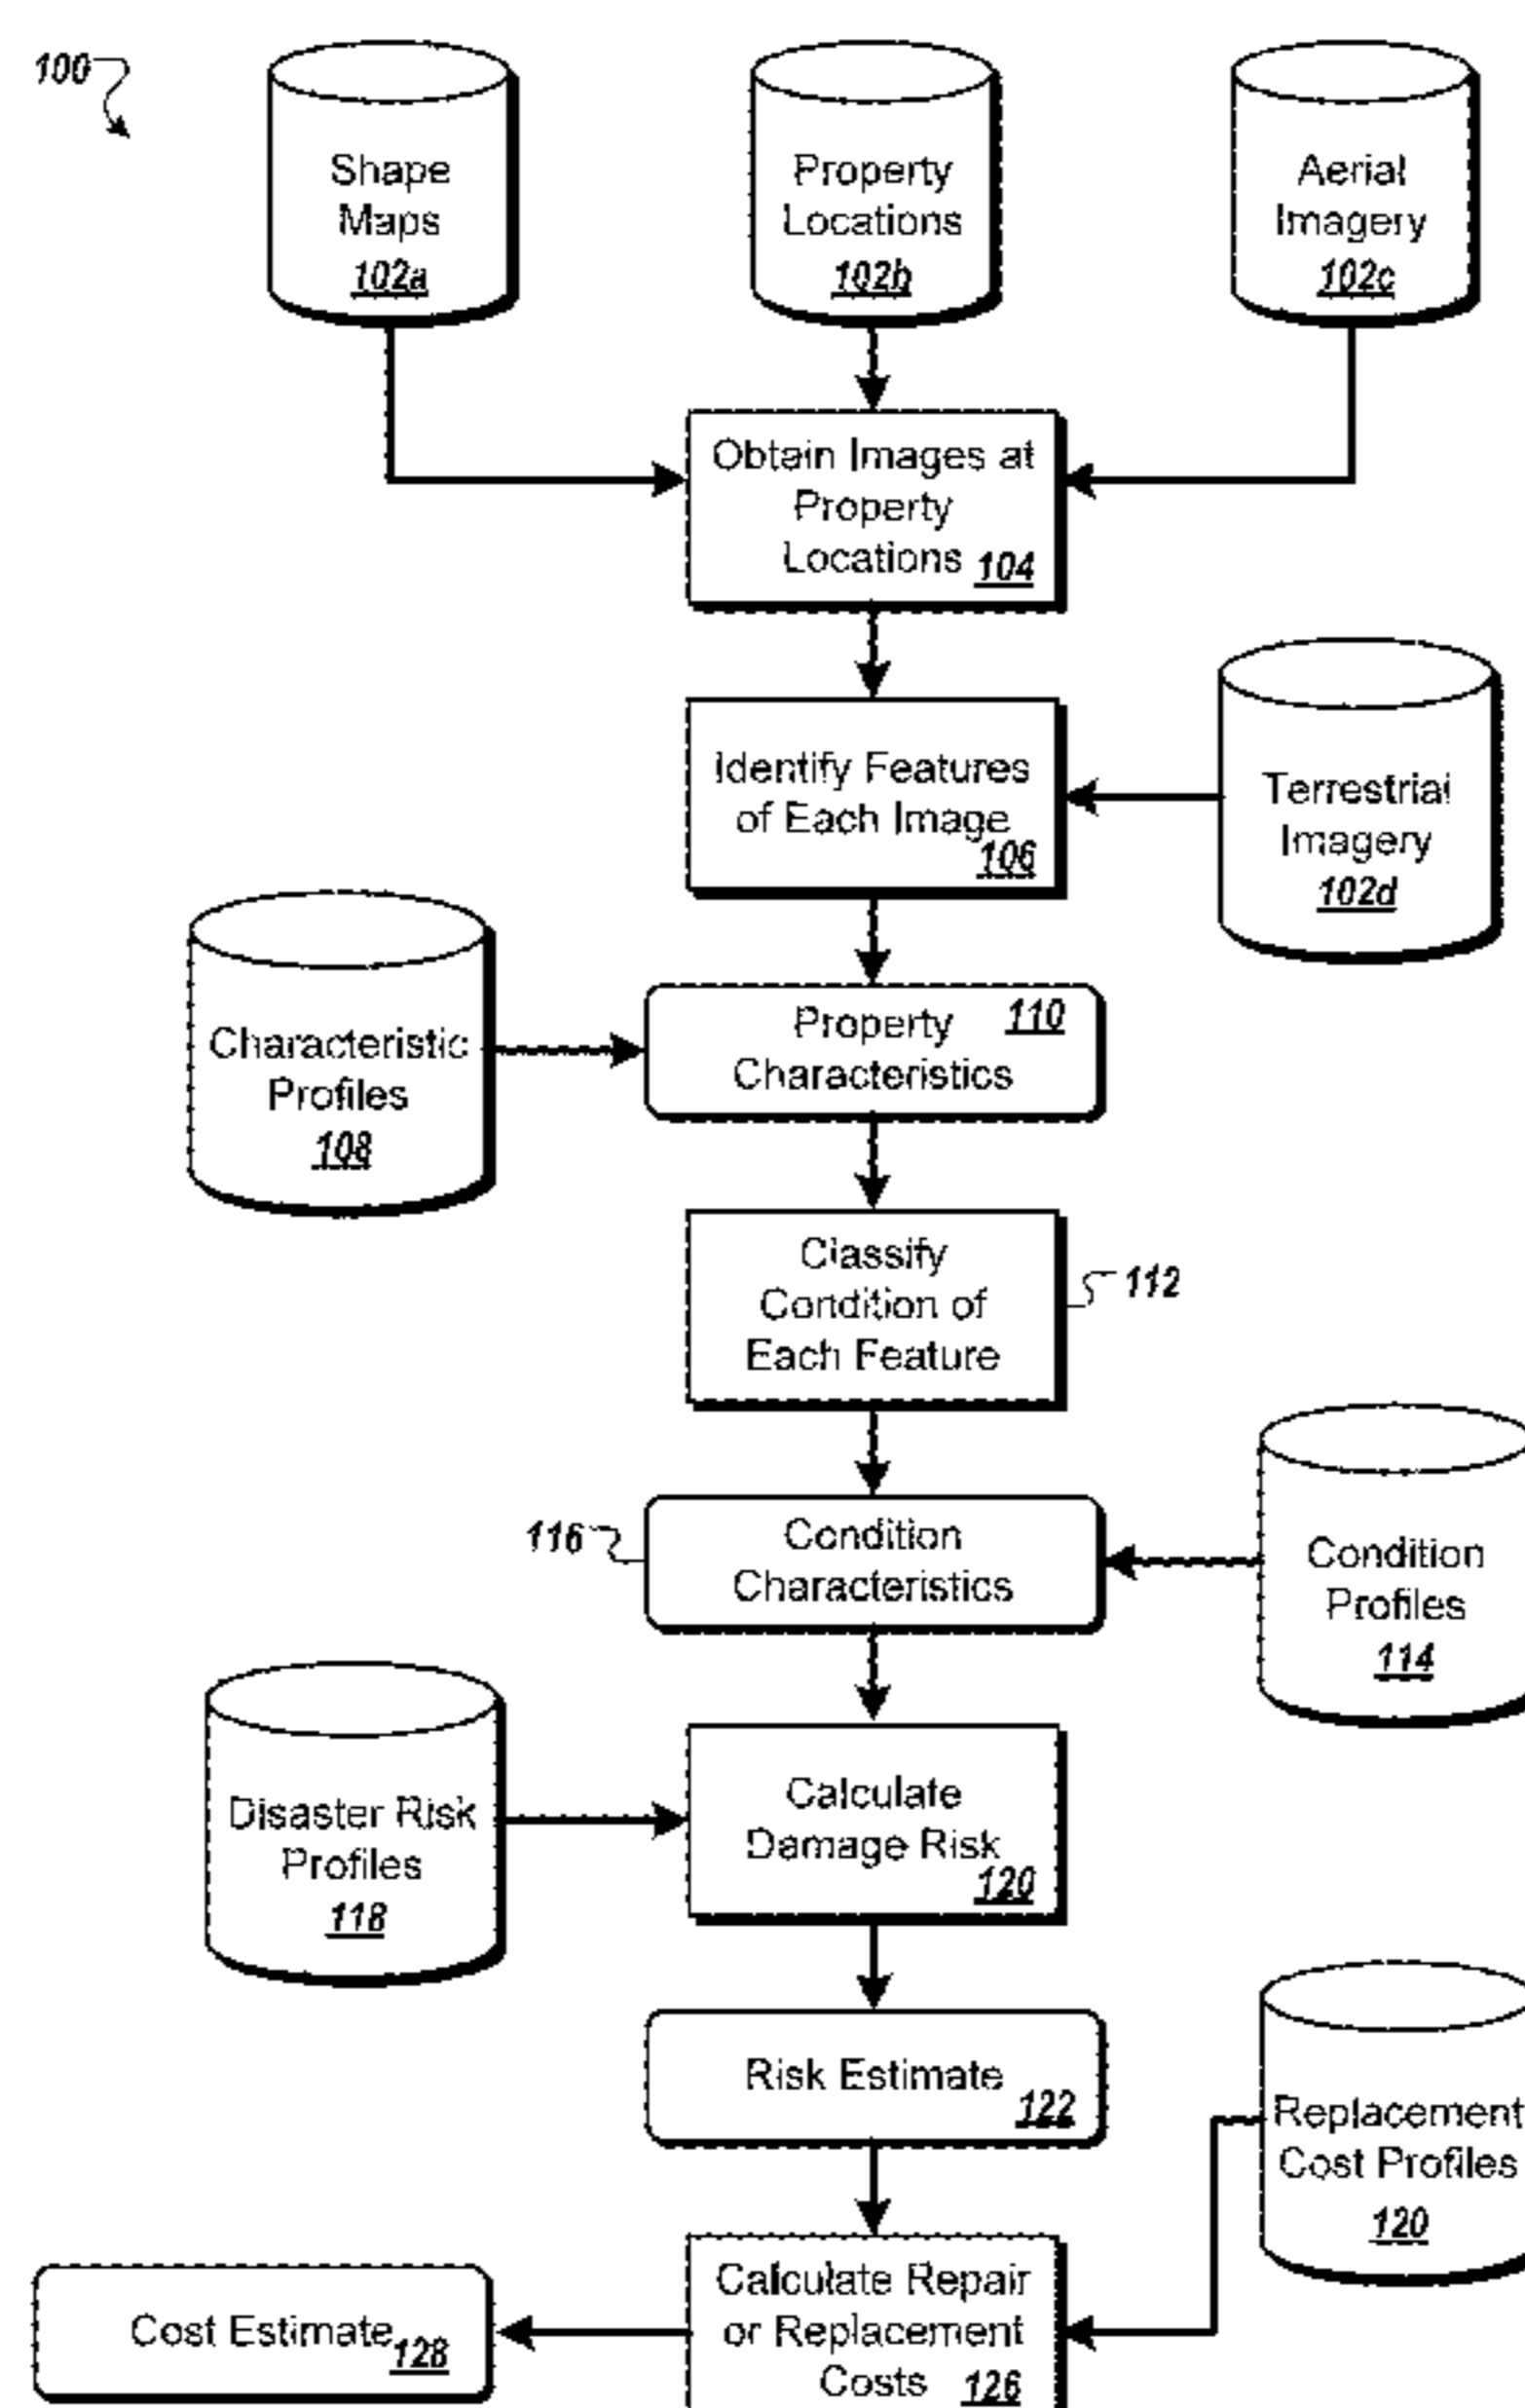 100
Shape
Maps
102a
Property
Locations
102b
Aerial
Imagery
102c
Obtain Images at
Property
Locations 104
Identify Features
of Each Image
106
Terrestrial
Imagery
102d
Characteristic
Profiles
108
Property 110
Characteristics
Classify
Condition of
Each Feature
112
116
Condition
Characteristics
Condition
Profiles
114
Disaster Risk
Profiles
118
Calculate
Damage Risk
120
Risk Estimate
122
Replacement
Cost Profiles
120
Calculate Repair
or Replacement
Costs 126
Cost Estimate 128